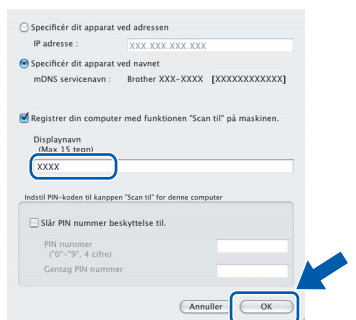 Specificér dit apparat ved adressen
IP adresse : XXX.XXX.XXX.XXX
Specificér dit apparat ved navnet
mDNS servicenavn : Brother XXX-XXXX [XXXXXXXXXXXX]
Registrer din computer med funktionen "Scan til" på maskinen.
Displaynavn
(Max 15 tegn)
XXXX
Indstil PIN-koden til kanppen "Scan til" for denne computer
Slår PIN nummer beskyttelse til.
PIN nummer
("0"-"9", 4 cifre)
Gentag PIN nummer
Annuller OK